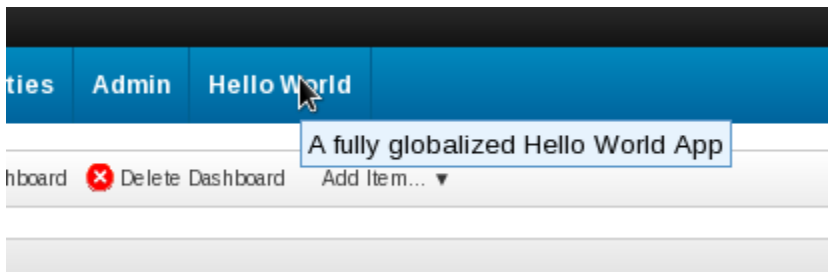 ties Admin Hello World
A fully globalized Hello World App
hboard Delete Dashboard Add Item... ▼